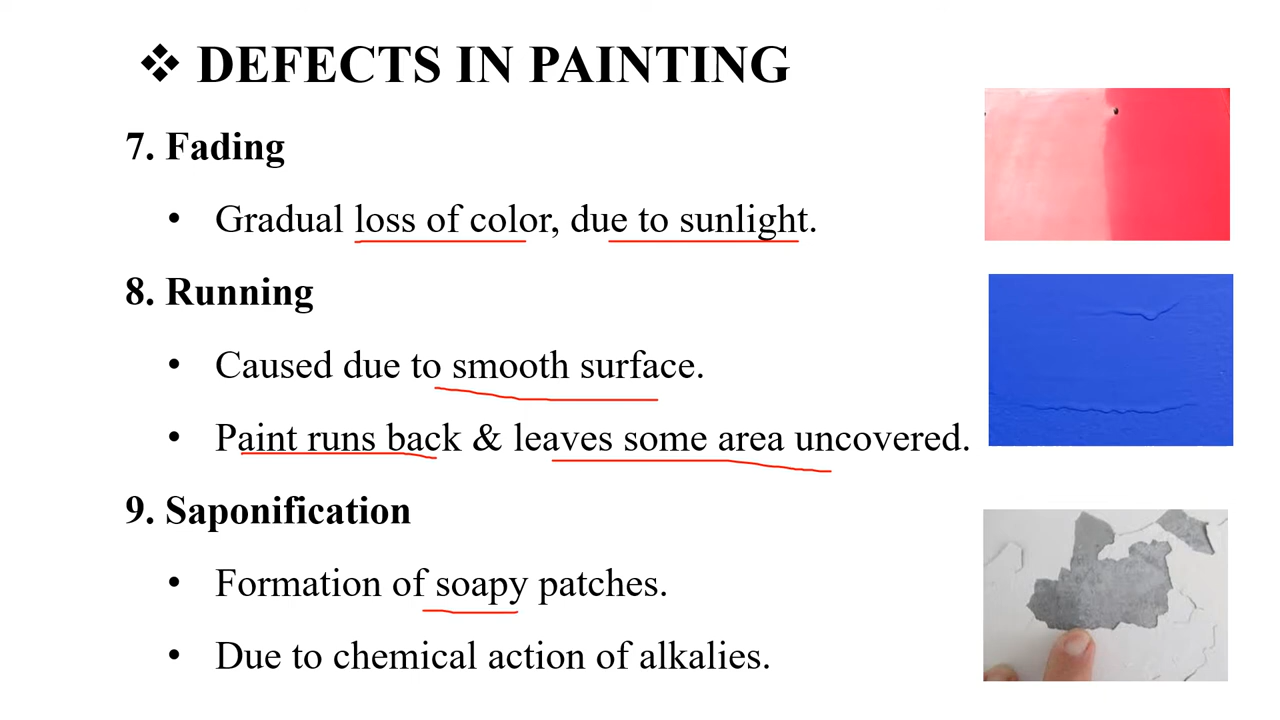 ❖ DEFECTS IN PAINTING
7. Fading
• Gradual loss of color, due to sunlight.
8. Running
• Caused due to smooth surface.
• Paint runs back & leaves some area uncovered.
9. Saponification
• Formation of soapy patches.
• Due to chemical action of alkalies.